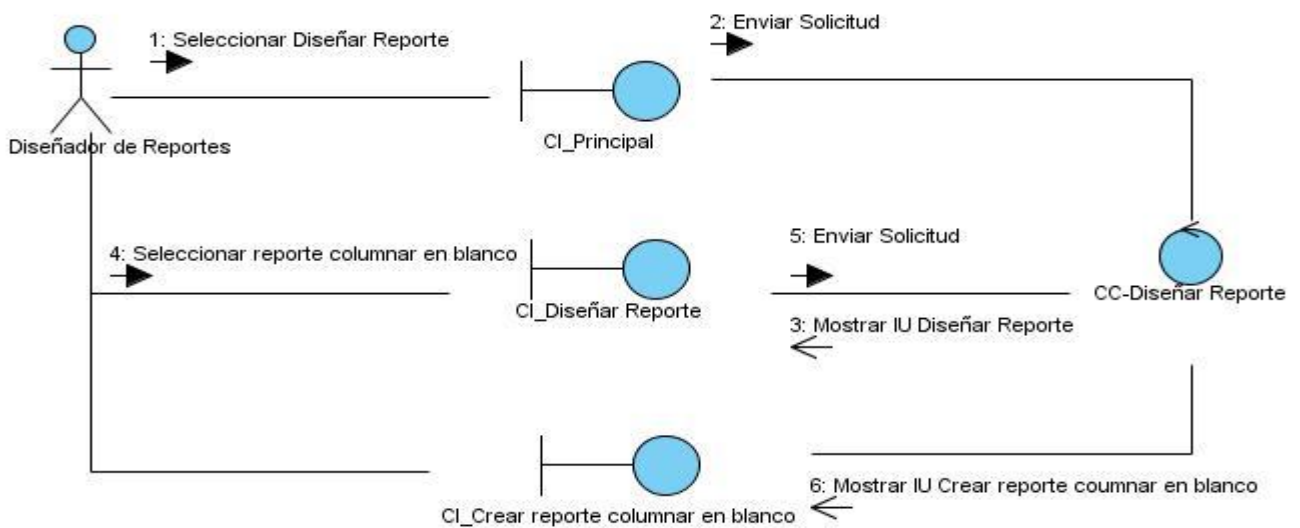 2: Enviar Solicitud
1: Seleccionar Diseñar Reporte
CI_Principal
Diseñador de Reportes
5: Enviar Solicitud
4: Seleccionar reporte columnar en blanco
CC-Diseñar Reporte
CI_Diseñar Reporte
3: Mostrar IU Diseñar Reporte
6: Mostrar IU Crear reporte coumnar en blanco
CI_Crear reporte columnar en blanco